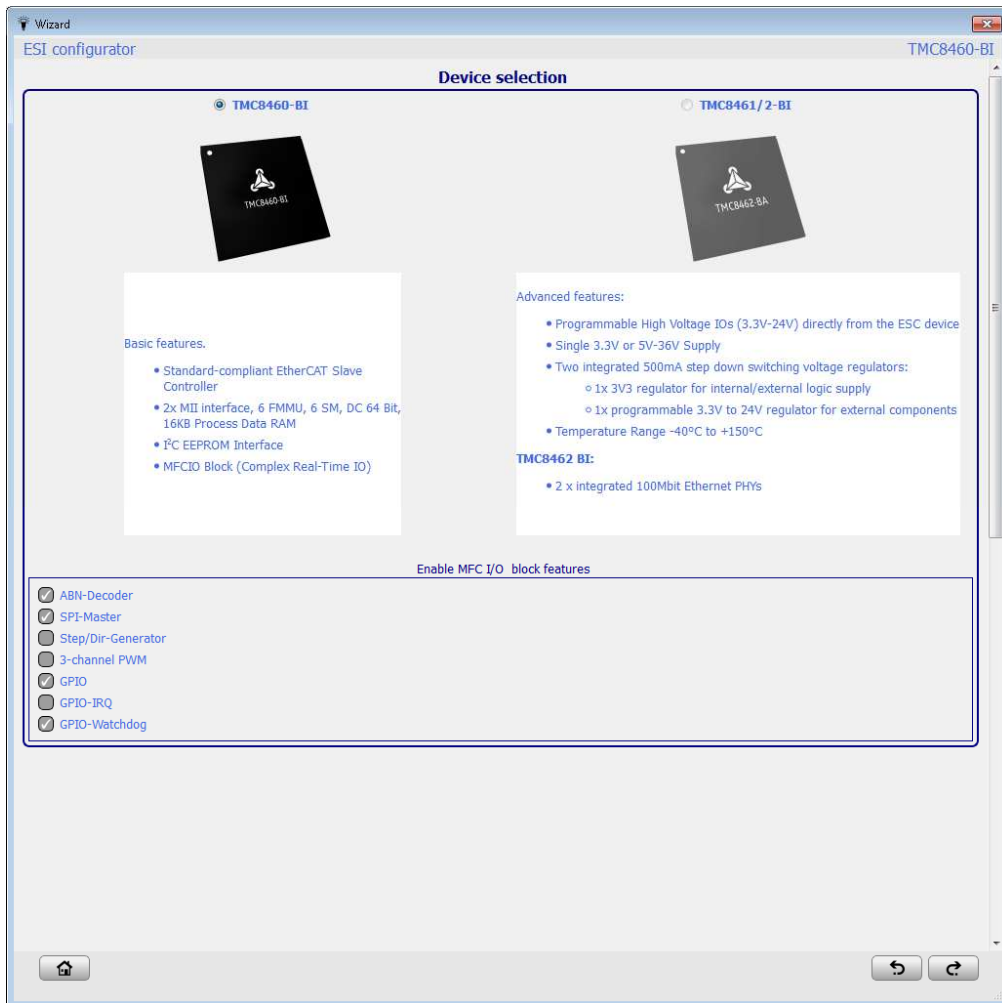 Wizard
ESI configurator
TMC8460-BI
Device selection
TMC8460-BI
TMC8461/2-BI
TMC8460-BI
TMC8462-BA
Basic features.
• Standard-compliant EtherCAT Slave
Controller
• 2x MII interface, 6 FMMU, 6 SM, DC 64 Bit,
16KB Process Data RAM
• I²C EEPROM Interface
• MFCIO Block (Complex Real-Time IO)
Advanced features:
• Programmable High Voltage IOs (3.3V-24V) directly from the ESC device
• Single 3.3V or 5V-36V Supply
• Two integrated 500mA step down switching voltage regulators:
○ 1x 3V3 regulator for internal/external logic supply
○ 1x programmable 3.3V to 24V regulator for external components
• Temperature Range -40°C to +150°C
TMC8462 BI:
• 2 x integrated 100Mbit Ethernet PHYs
Enable MFC I/O block features
ABN-Decoder
SPI-Master
Step/Dir-Generator
3-channel PWM
GPIO
GPIO-IRQ
GPIO-Watchdog